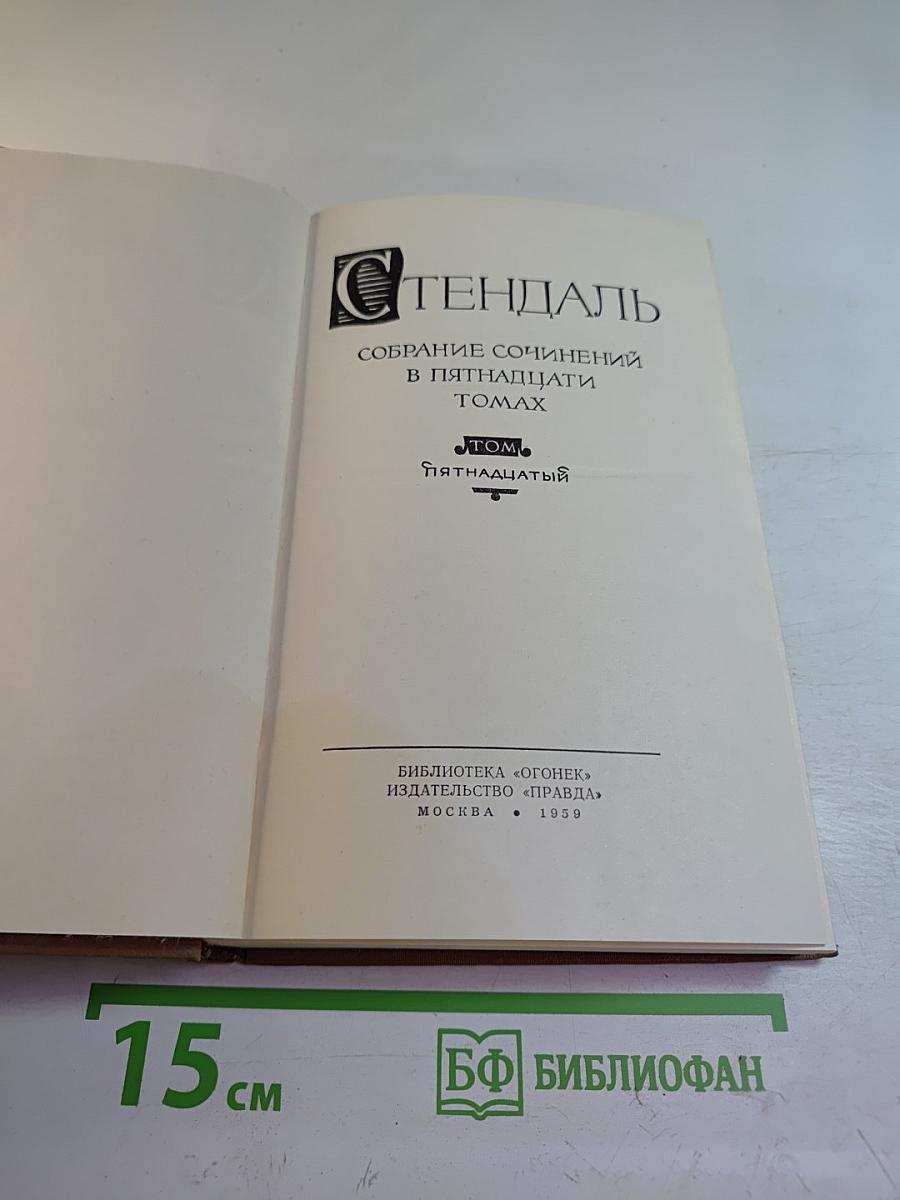 СТЕНДАЛЬ
СОБРАНИЕ СОЧИНЕНИЙ
В ПЯТНАДЦАТИ
ТОМАХ
ТОМ
ПЯТНАДЦАТЫЙ
БИБЛИОТЕКА «ОГОНЕК»
ИЗДАТЕЛЬСТВО «ПРАВДА»
МОСКВА • 1959
15 см
БФ БИБЛИОФАН